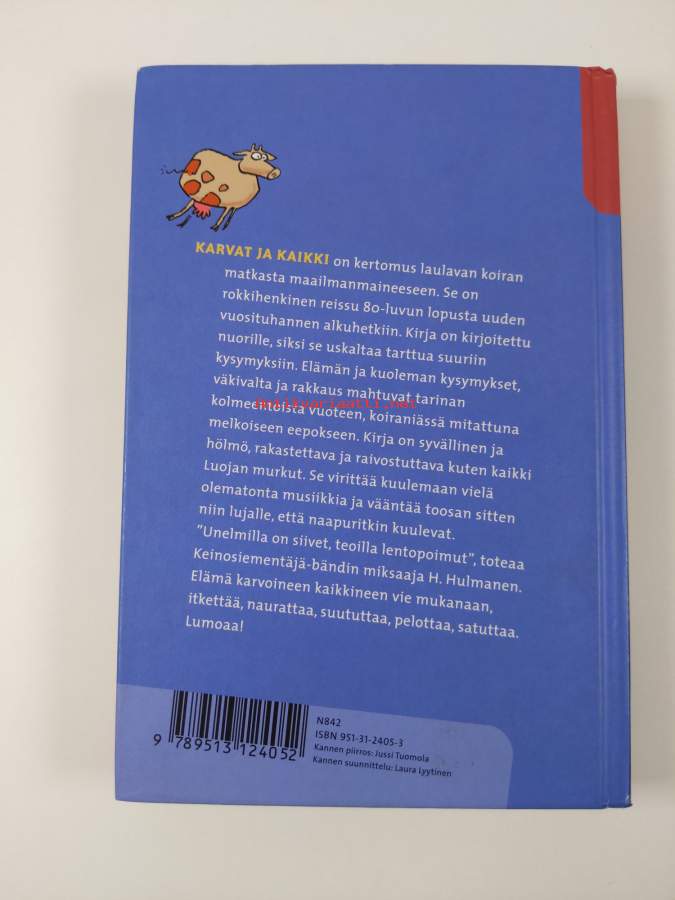 KARVAT JA KAIKKI on kertomus laulavan koiran
matkasta maailmanmaineeseen. Se on
rokkihenkinen reissu 80-luvun lopusta uuden
vuosituhannen alkuhetkiin. Kirja on kirjoitettu
nuorille, siksi se uskaltaa tarttua suuriin
kysymyksiin. Elämän ja kuoleman kysymykset,
väkivalta ja rakkaus mahtuvat tarinan
antikvariaatti.net
kolmeentoista vuoteen, koiraniässä mitattuna
melkoiseen eepokseen. Kirja on syvällinen ja
hölmö, rakastettava ja raivostuttava kuten kaikki
Luojan murkut. Se virittää kuulemaan vielä
olematonta musiikkia ja vääntää toosan sitten
niin lujalle, että naapuritkin kuulevat.
"Unelmilla on siivet, teoilla lentopoimut", toteaa
Keinosiementäjä-bändin miksaaja H. Hulmanen.
Elämä karvoineen kaikkineen vie mukanaan,
itkettää, naurattaa, suututtaa, pelottaa, satuttaa.
Lumoaa!
N842
ISBN 951-31-2405-3
Kannen piirros: Jussi Tuomola
Kannen suunnittelu: Laura Lyytinen
9 789513 124052